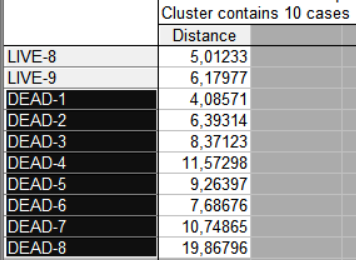 Cluster contains 10 cases
Distance
LIVE-8 5,01233
LIVE-9 6,17977
DEAD-1 4,08571
DEAD-2 6,39314
DEAD-3 8,37123
DEAD-4 11,57298
DEAD-5 9,26397
DEAD-6 7,68676
DEAD-7 10,74865
DEAD-8 19,86796